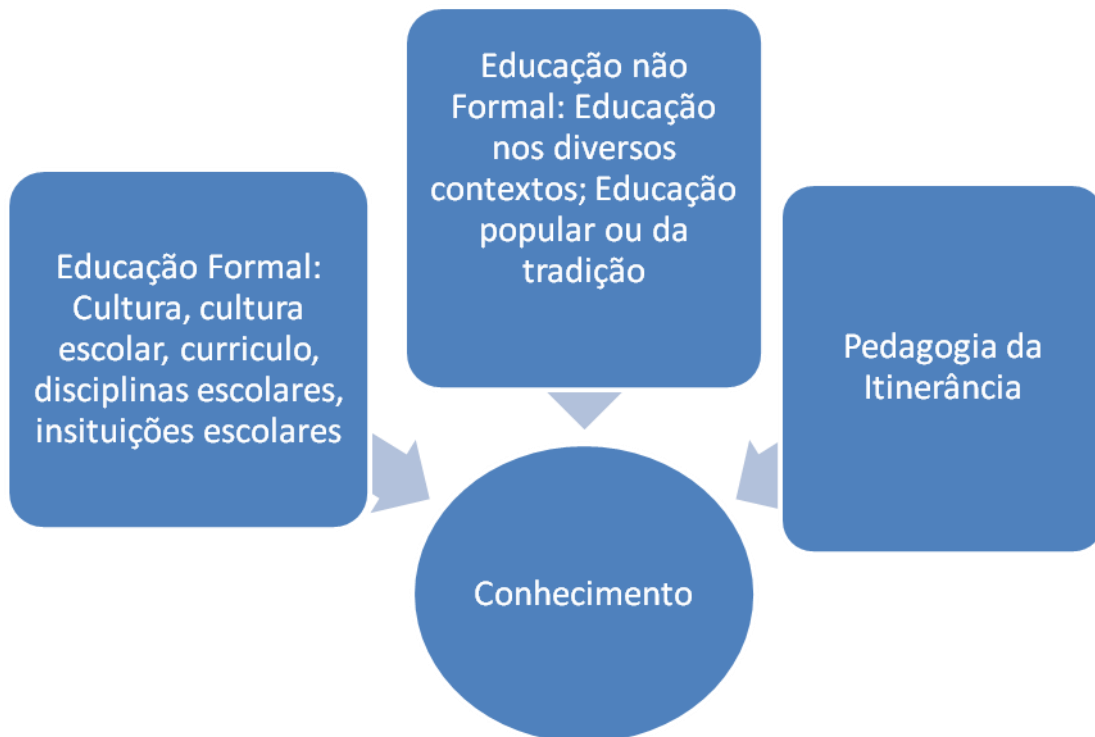 Educação Formal:
Cultura, cultura
escolar, curriculo,
disciplinas escolares,
insituições escolares
Educação não
Formal: Educação
nos diversos
contextos; Educação
popular ou da
tradição
Pedagogia da
Itinerância
Conhecimento